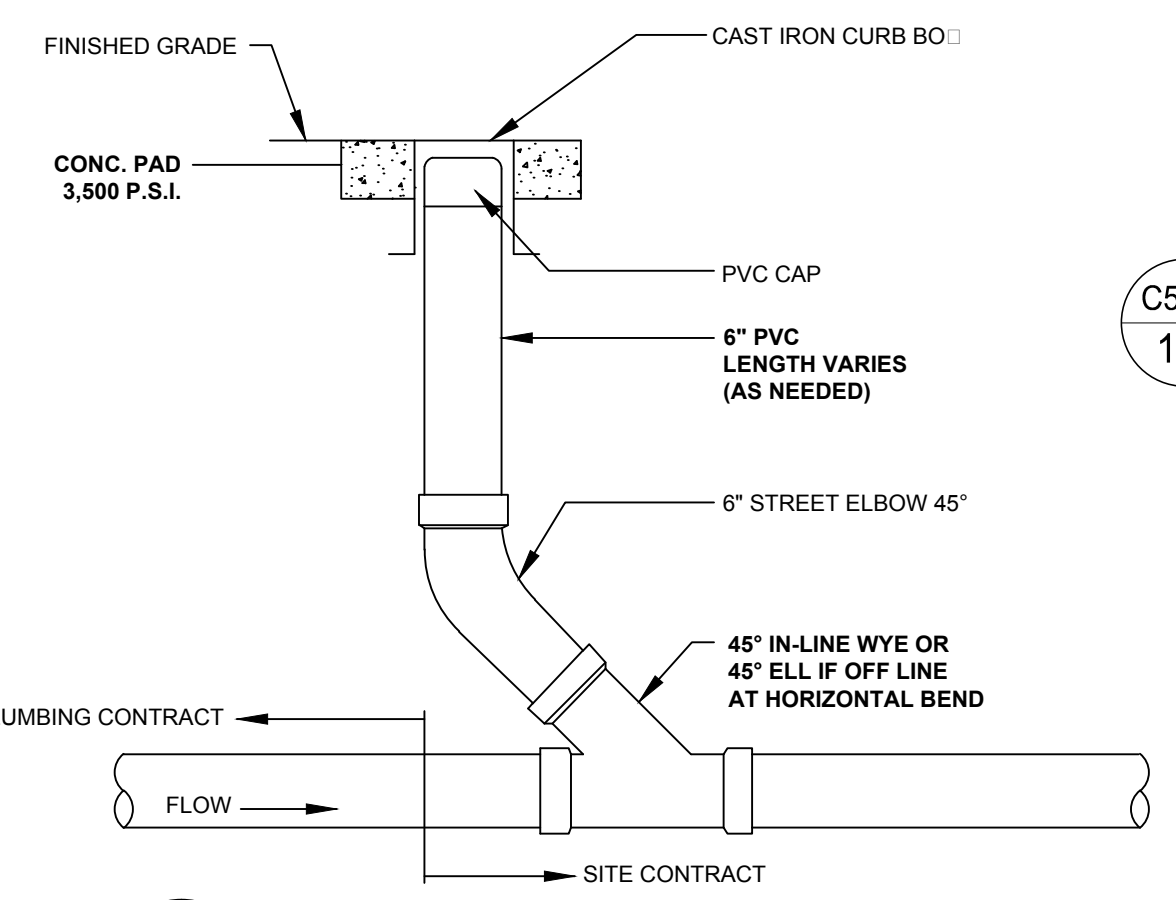 FINISHED GRADE
CAST IRON CURB BO□
CONC. PAD
3,500 P.S.I.
PVC CAP
C5
1
6" PVC
LENGTH VARIES
(AS NEEDED)
6" STREET ELBOW 45°
45° IN-LINE WYE OR
45° ELL IF OFF LINE
AT HORIZONTAL BEND
UMBING CONTRACT
FLOW
SITE CONTRACT